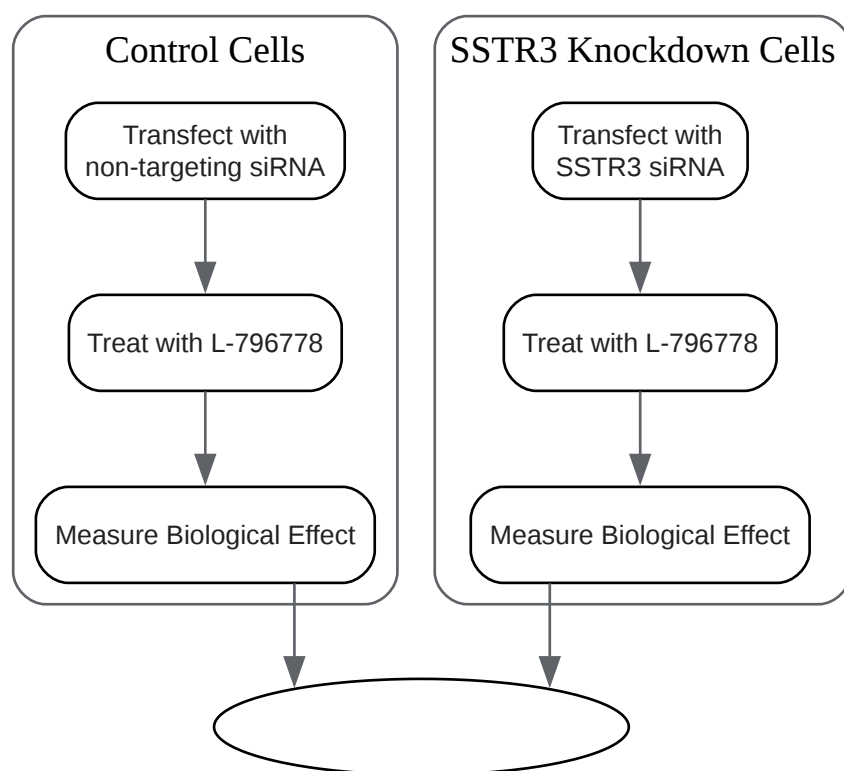 Control Cells
Transfect with
non-targeting siRNA
Treat with L-796778
Measure Biological Effect
SSTR3 Knockdown Cells
Transfect with
SSTR3 siRNA
Treat with L-796778
Measure Biological Effect